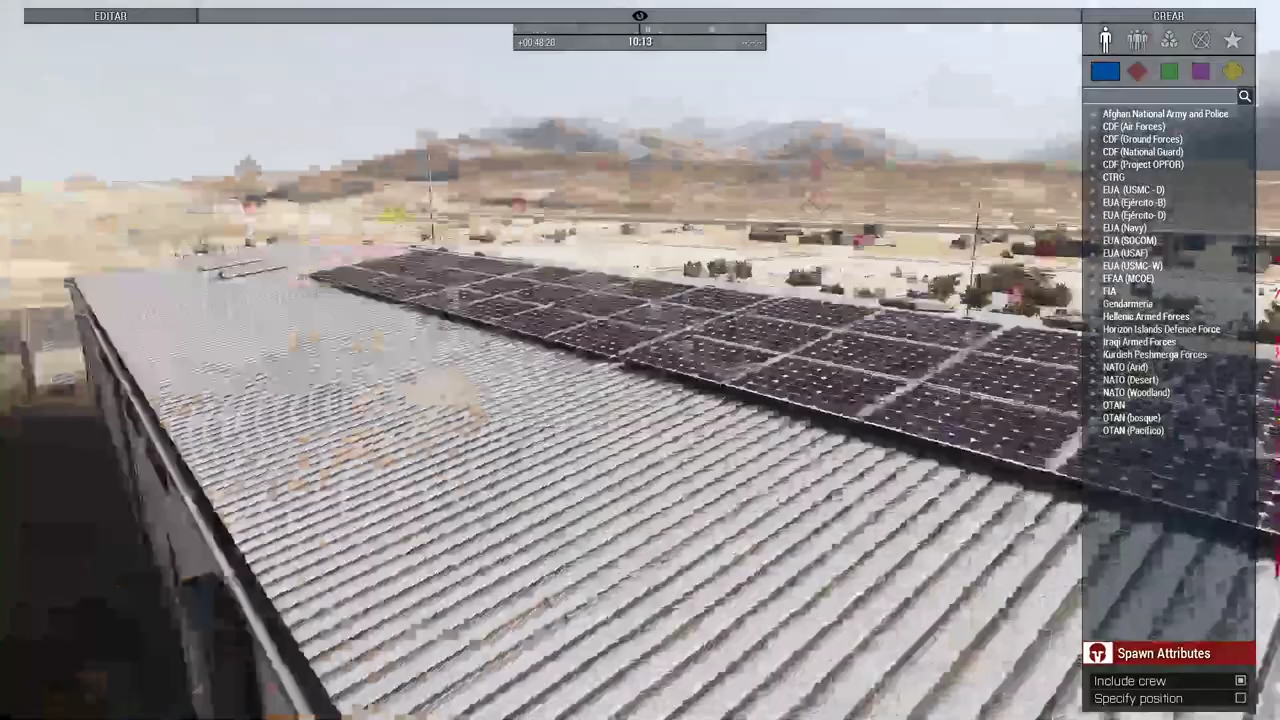 EDITAR
CREAR
+00:48:20
10:13
Afghan National Army and Police
CDF (Air Forces)
CDF (Ground Forces)
CDF (National Guard)
CDF (Project OPFOR)
CTRG
EUA (USMC - D)
EUA (Ejército-B)
EUA (Ejército-D)
EUA (Navy)
EUA (SOCOM)
EUA (USAF)
EUA (USMC-W)
EFAA (MCOE)
FIA
Gendarmeria
Hellenic Armed Forces
Horizon Islands Defence Force
Iraqi Armed Forces
Kurdish Peshmerga Forces
NATO (Arid)
NATO (Desert)
NATO (Woodland)
OTAN
OTAN (bosque)
OTAN (Pacífico)
Spawn Attributes
Include crew
Specify position